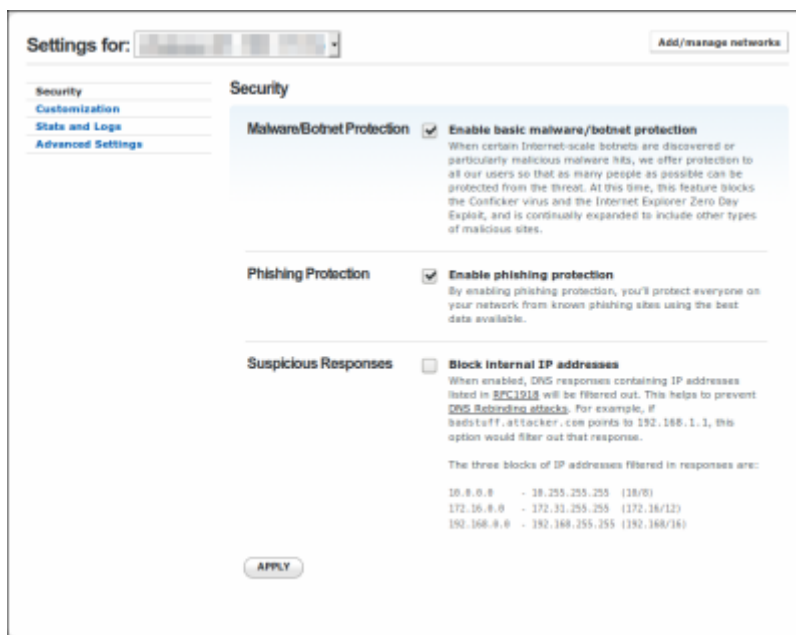 Settings for:
Add/manage networks
Security
Customization
Stats and Logs
Advanced Settings
Security
Malware/Botnet Protection
Enable basic malware/botnet protection
When certain Internet-scale botnets are discovered or
particularly malicious malware hits, we offer protection to
all our users so that as many people as possible can be
protected from the threat. At this time, this feature blocks
the Conficker virus and the Internet Explorer Zero Day
Exploit, and is continually expanded to include other types
of malicious sites.
Phishing Protection
Enable phishing protection
By enabling phishing protection, you'll protect everyone on
your network from known phishing sites using the best
data available.
Suspicious Responses
Block internal IP addresses
When enabled, DNS responses containing IP addresses
listed in RFC1918 will be filtered out. This helps to prevent
DNS Rebinding attacks. For example, if
badstuff.attacker.com points to 192.168.1.1, this
option would filter out that response.
The three blocks of IP addresses filtered in responses are:
10.0.0.0 - 10.255.255.255 (10/8)
172.16.0.0 - 172.31.255.255 (172.16/12)
192.168.0.0 - 192.168.255.255 (192.168/16)
APPLY